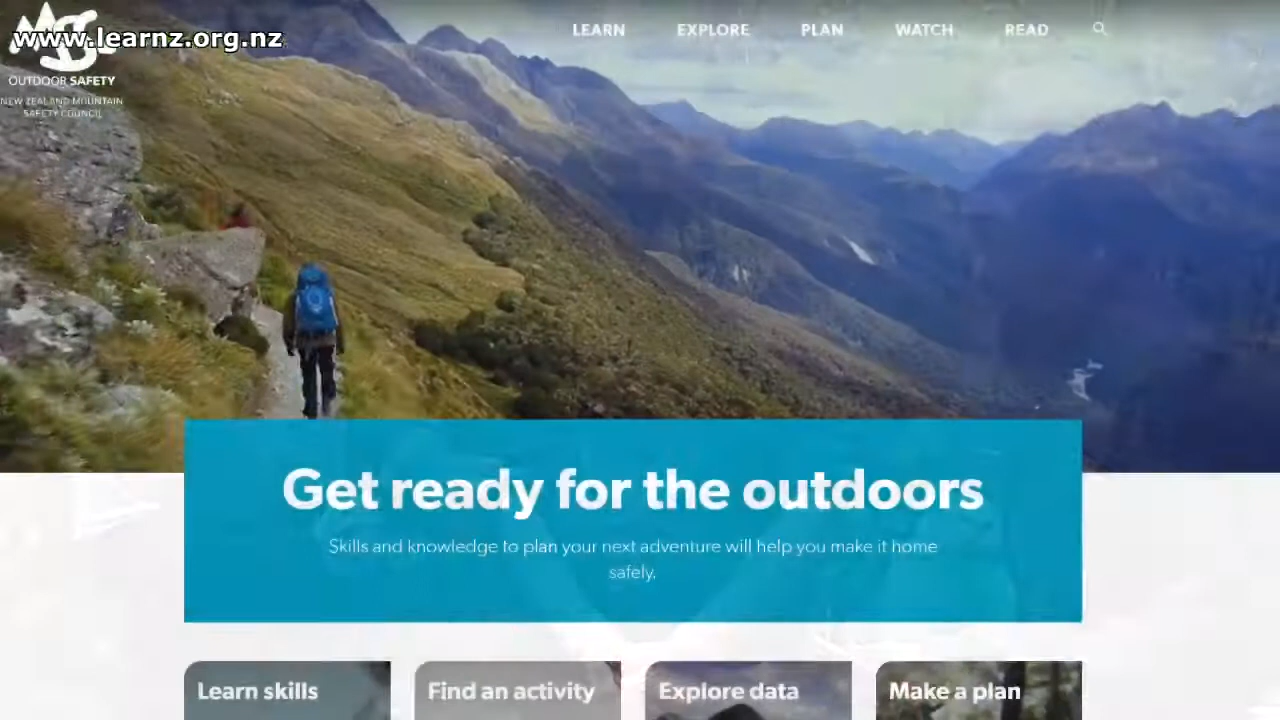 www.learnz.org.nz
MSC
OUTDOOR SAFETY
NEW ZEALAND MOUNTAIN
SAFETY COUNCIL
LEARN EXPLORE PLAN WATCH READ
Get ready for the outdoors
Skills and knowledge to plan your next adventure will help you make it home
safely.
Learn skills Find an activity Explore data Make a plan